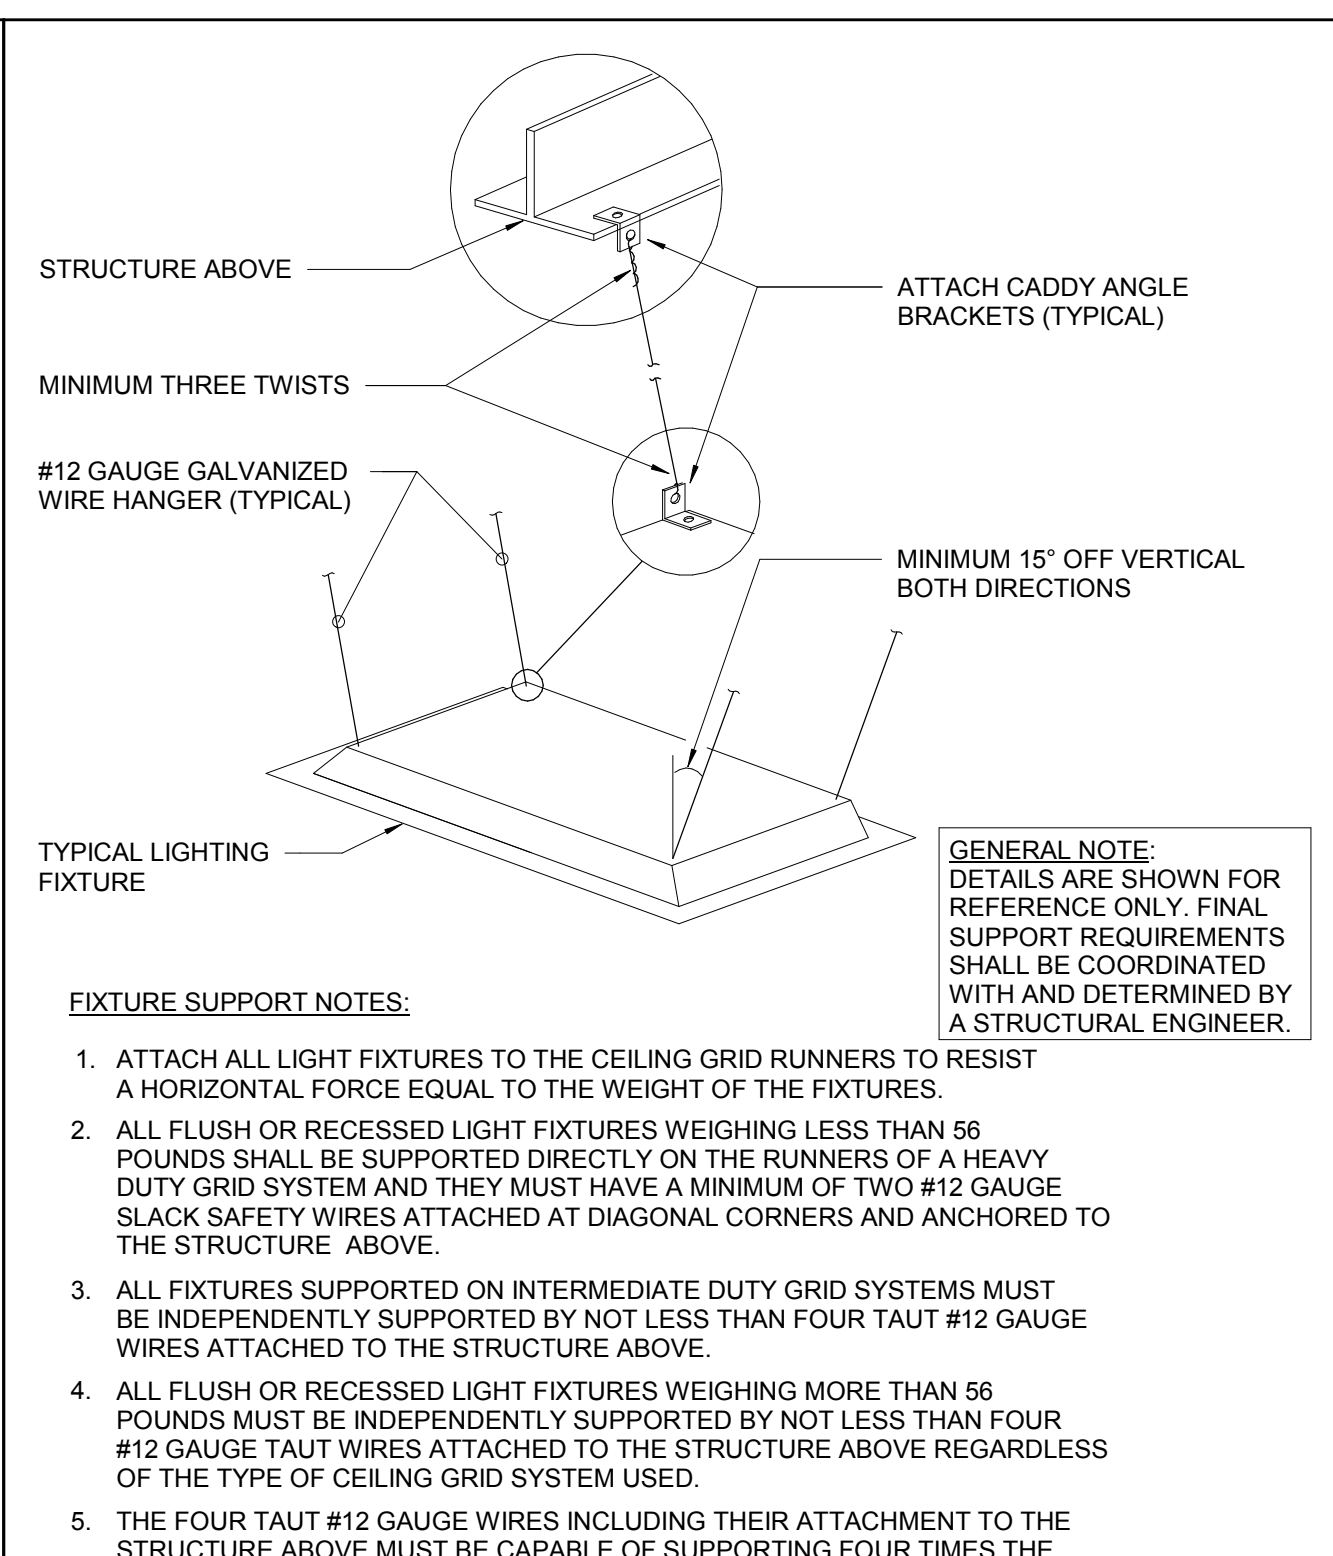 STRUCTURE ABOVE
ATTACH CADDY ANGLE
BRACKETS (TYPICAL)
MINIMUM THREE TWISTS
#12 GAUGE GALVANIZED
WIRE HANGER (TYPICAL)
MINIMUM 15° OFF VERTICAL
BOTH DIRECTIONS
TYPICAL LIGHTING
FIXTURE
GENERAL NOTE:
DETAILS ARE SHOWN FOR
REFERENCE ONLY. FINAL
SUPPORT REQUIREMENTS
SHALL BE COORDINATED
WITH AND DETERMINED BY
A STRUCTURAL ENGINEER.
FIXTURE SUPPORT NOTES:
1. ATTACH ALL LIGHT FIXTURES TO THE CEILING GRID RUNNERS TO RESIST
A HORIZONTAL FORCE EQUAL TO THE WEIGHT OF THE FIXTURES.
2. ALL FLUSH OR RECESSED LIGHT FIXTURES WEIGHING LESS THAN 56
POUNDS SHALL BE SUPPORTED DIRECTLY ON THE RUNNERS OF A HEAVY
DUTY GRID SYSTEM AND THEY MUST HAVE A MINIMUM OF TWO #12 GAUGE
SLACK SAFETY WIRES ATTACHED AT DIAGONAL CORNERS AND ANCHORED TO
THE STRUCTURE ABOVE.
3. ALL FIXTURES SUPPORTED ON INTERMEDIATE DUTY GRID SYSTEMS MUST
BE INDEPENDENTLY SUPPORTED BY NOT LESS THAN FOUR TAUT #12 GAUGE
WIRES ATTACHED TO THE STRUCTURE ABOVE.
4. ALL FLUSH OR RECESSED LIGHT FIXTURES WEIGHING MORE THAN 56
POUNDS MUST BE INDEPENDENTLY SUPPORTED BY NOT LESS THAN FOUR
#12 GAUGE TAUT WIRES ATTACHED TO THE STRUCTURE ABOVE REGARDLESS
OF THE TYPE OF CEILING GRID SYSTEM USED.
5. THE FOUR TAUT #12 GAUGE WIRES INCLUDING THEIR ATTACHMENT TO THE
STRUCTURE ABOVE MUST BE CAPABLE OF SUPPORTING FOUR TIMES THE